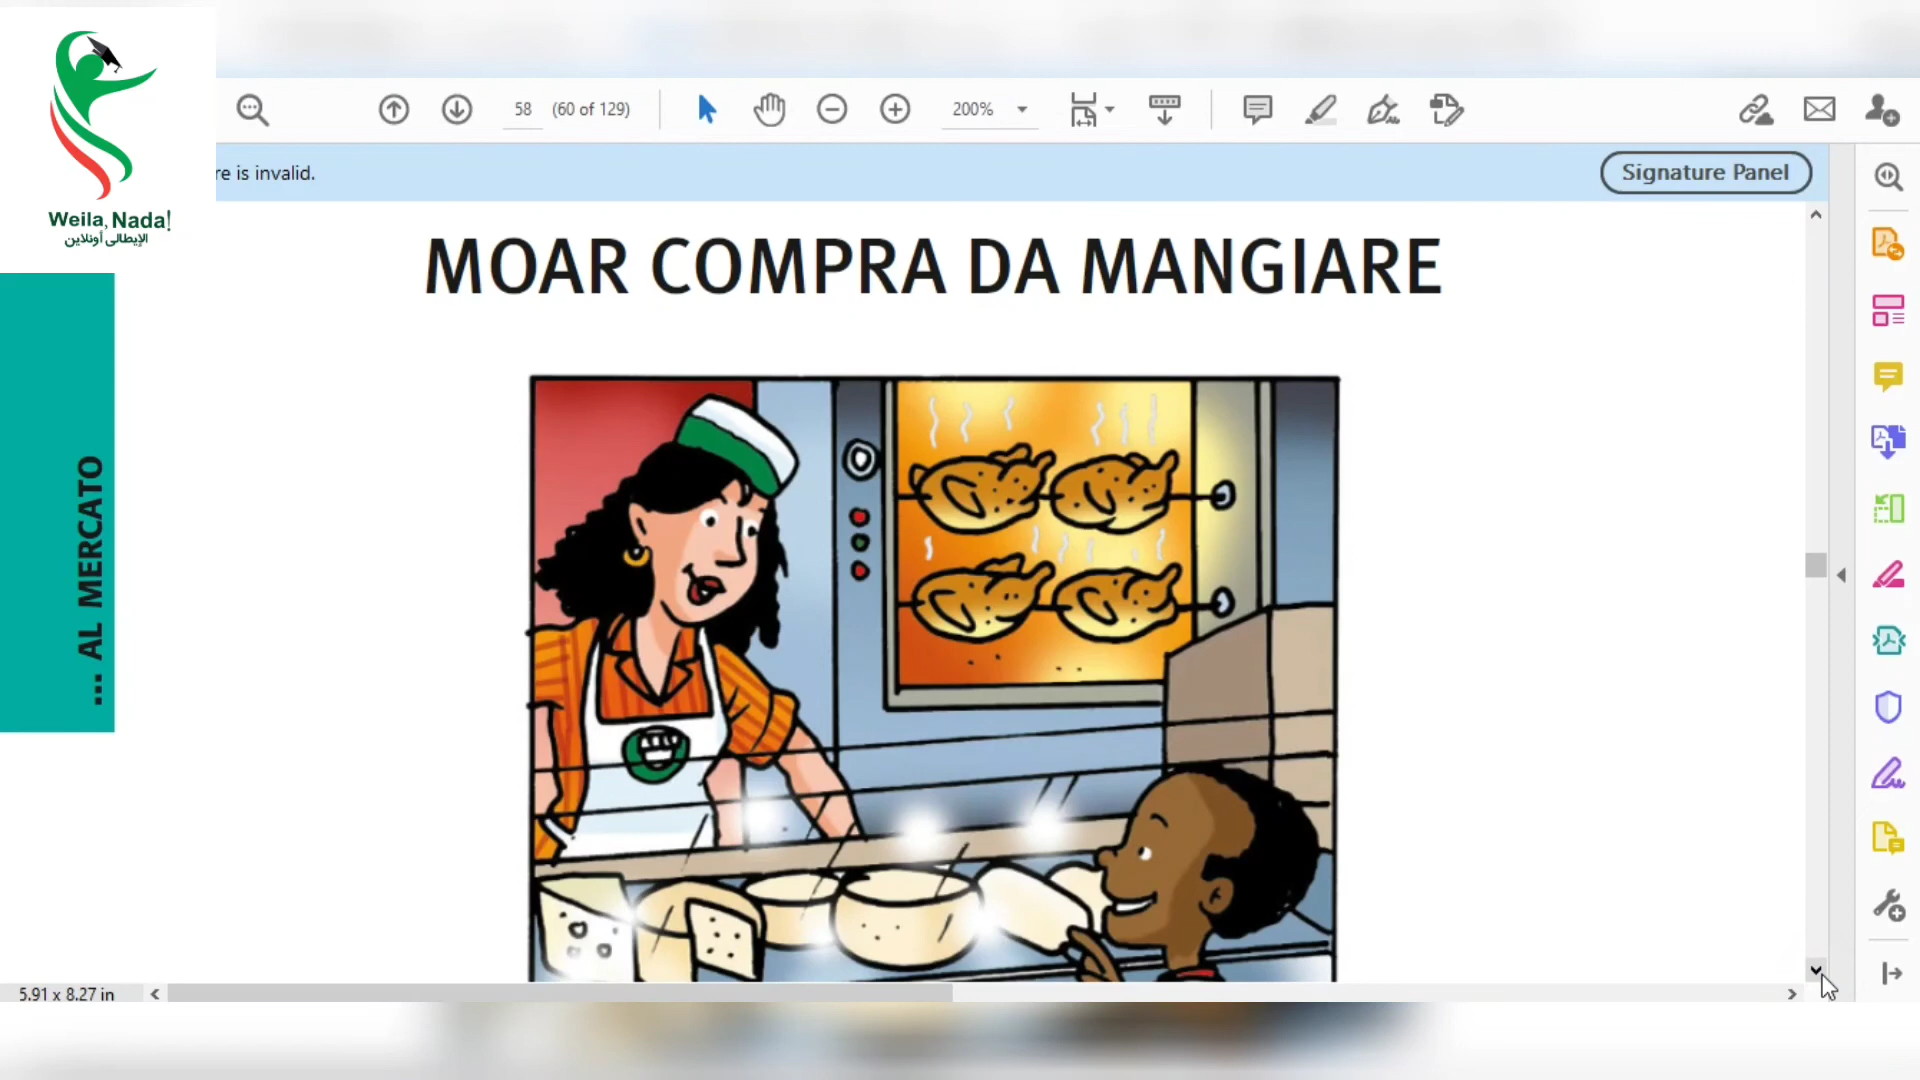 Weila, Nada!
الإيطالي أونلاين
58 (60 of 129)
200%
re is invalid.
Signature Panel
MOAR COMPRA DA MANGIARE
... AL MERCATO
5.91 x 8.27 in